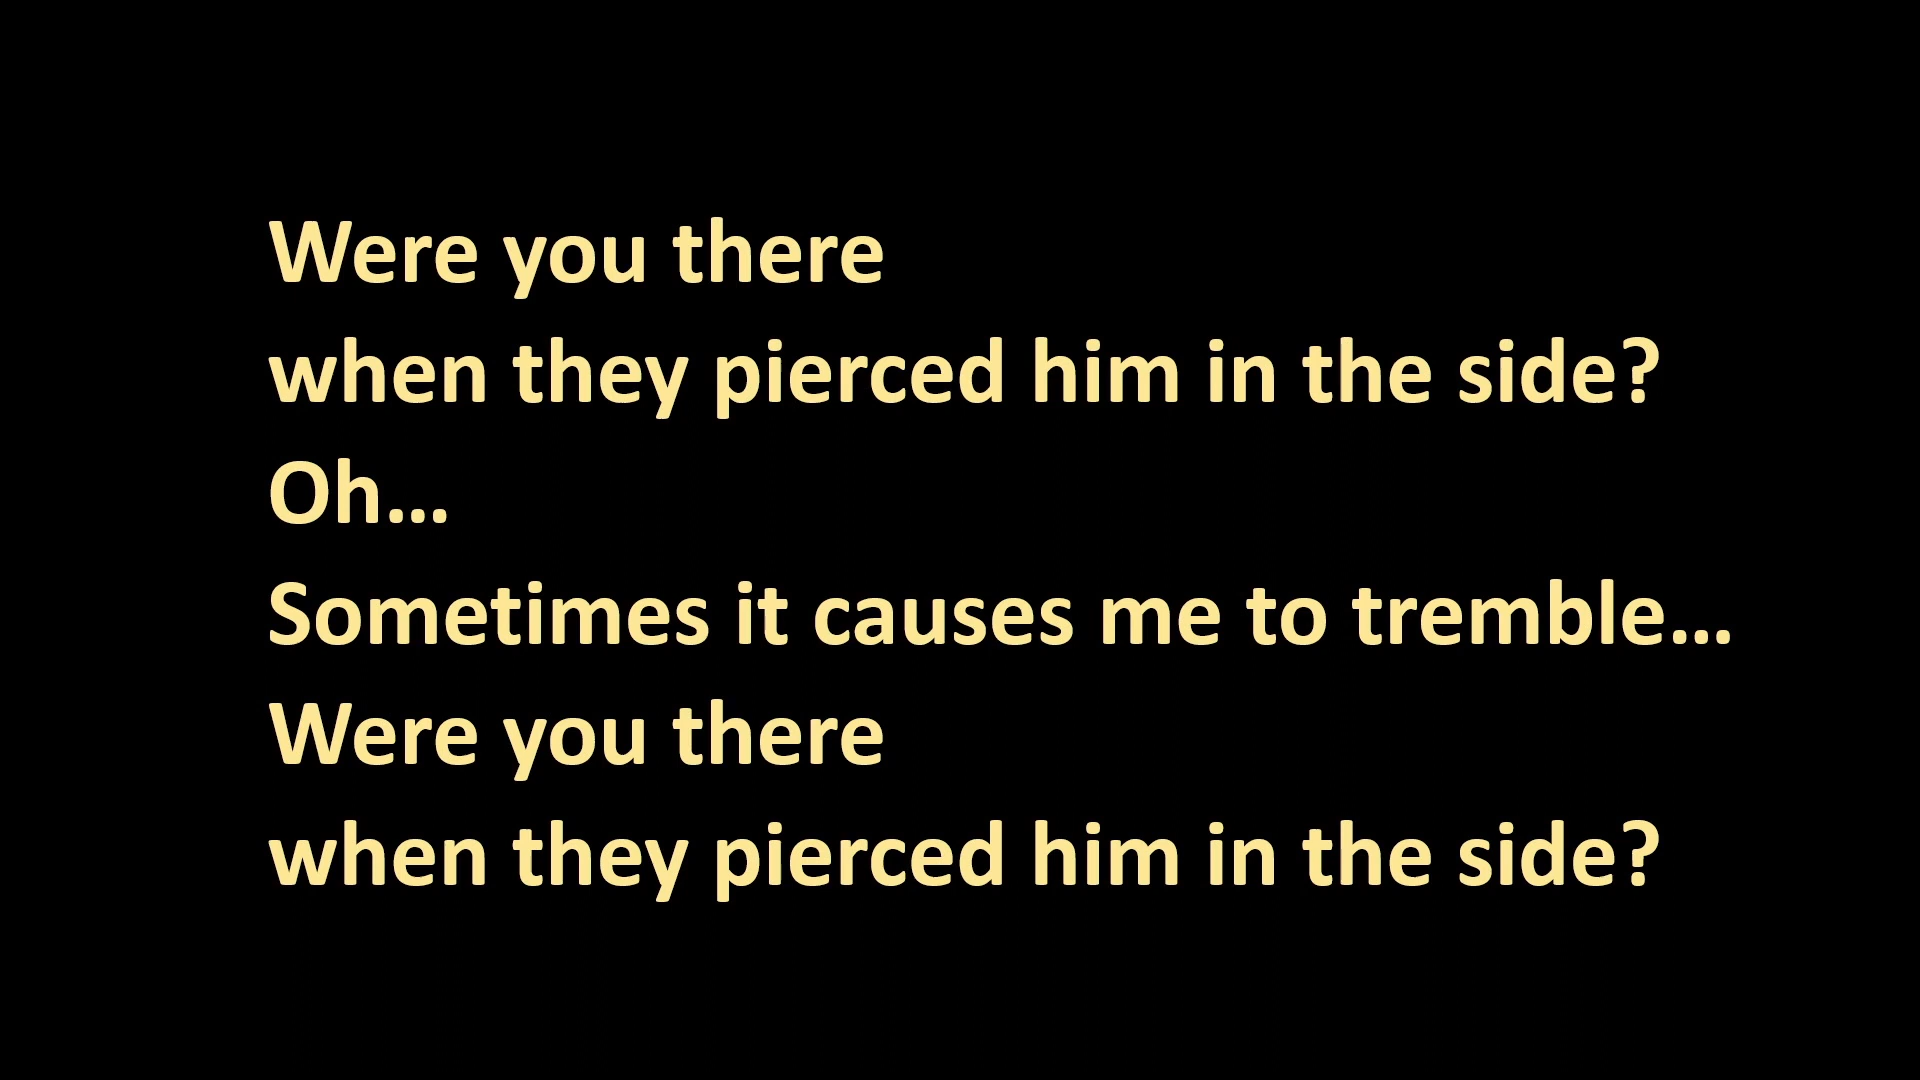 Were you there
when they pierced him in the side?
Oh…
Sometimes it causes me to tremble…
Were you there
when they pierced him in the side?